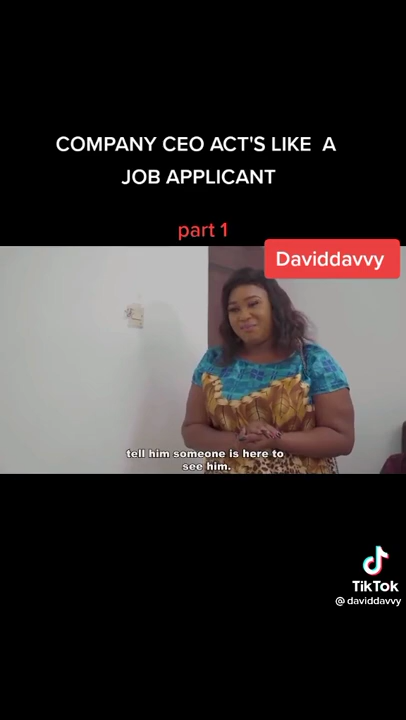 COMPANY CEO ACT'S LIKE A
JOB APPLICANT
part 1
Daviddavvy
tell him someone is here to
see him.
TikTok
@ daviddavvy